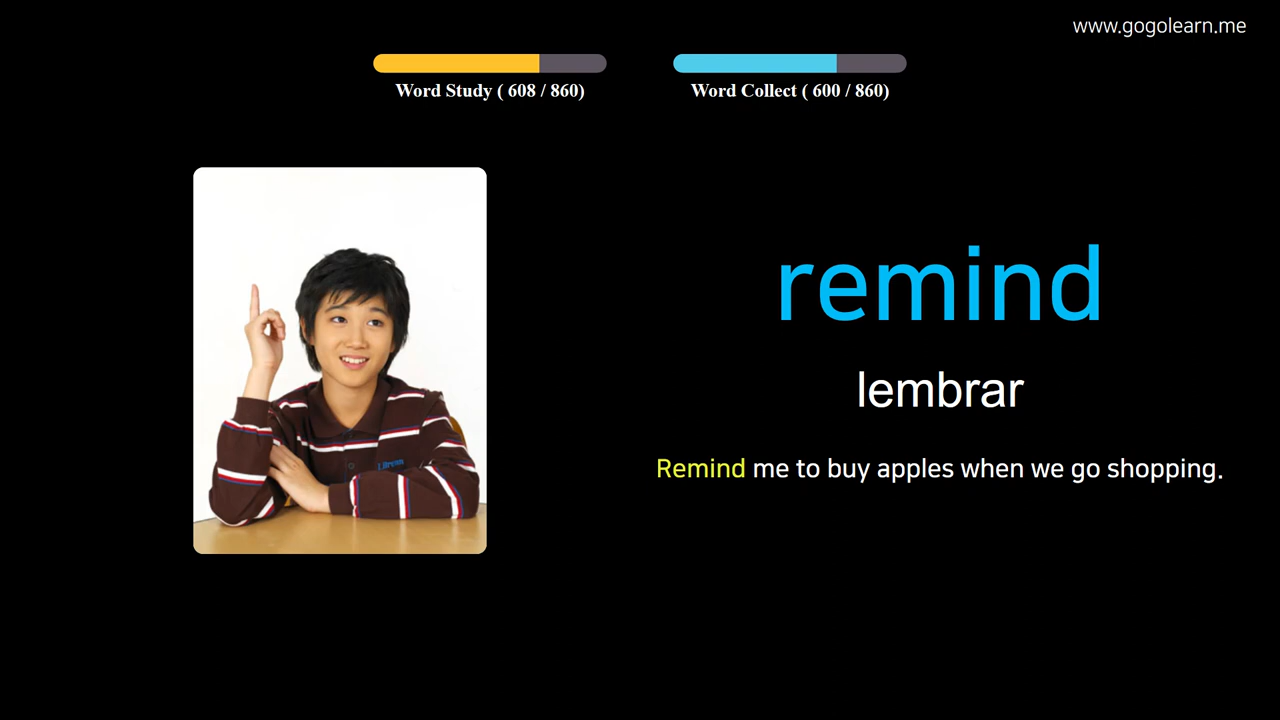 www.gogolearn.me
Word Study ( 608 / 860)
Word Collect ( 600 / 860)
remind
lembrar
Remind me to buy apples when we go shopping.